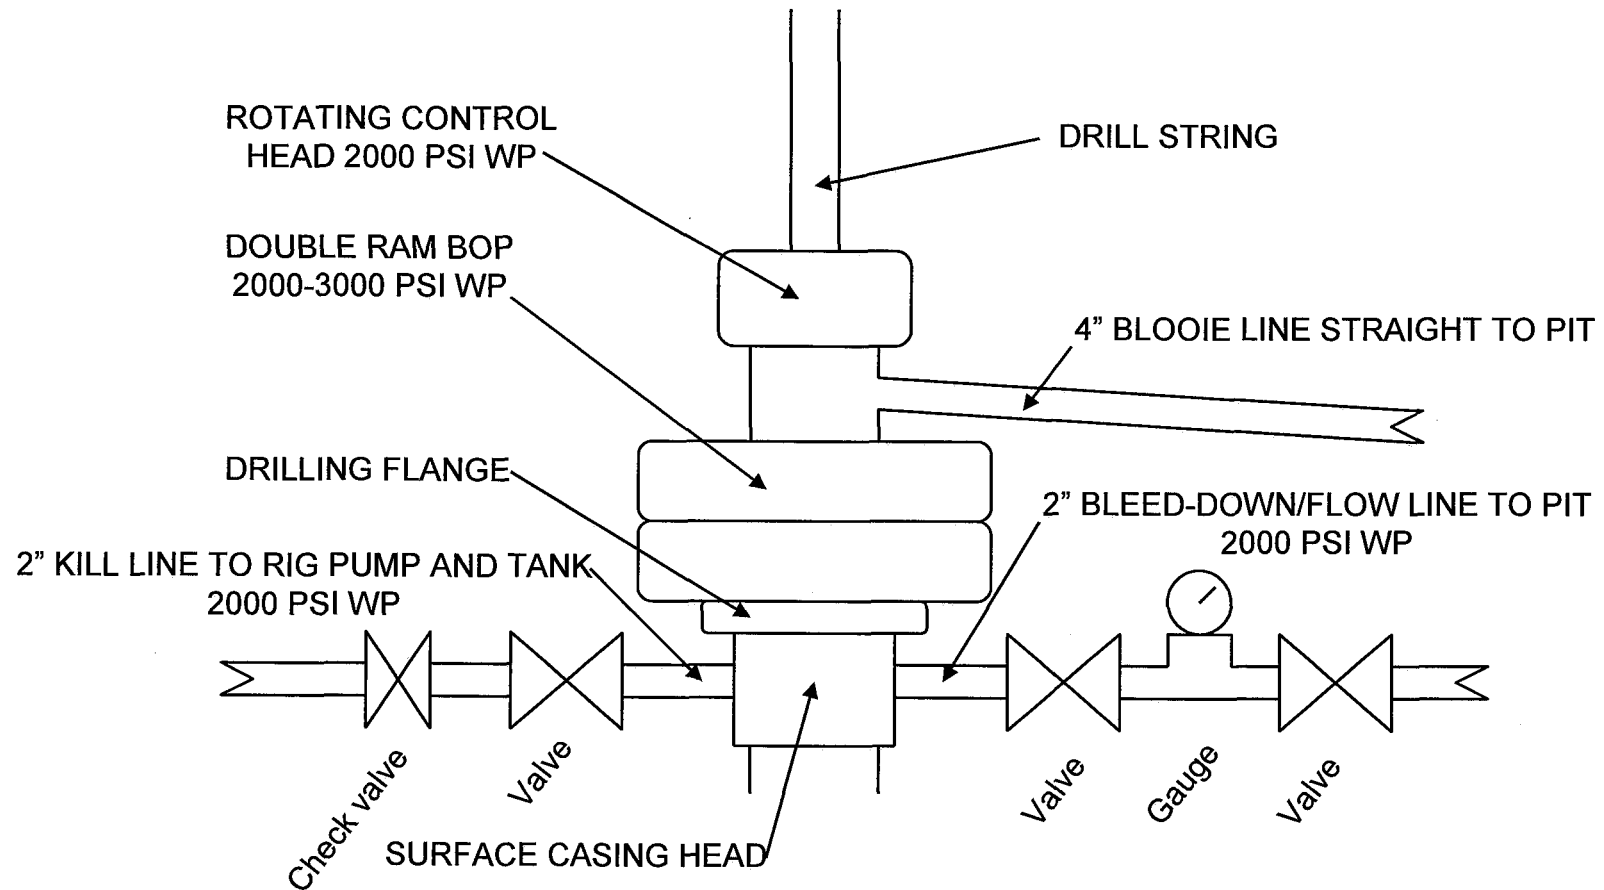 ROTATING CONTROL
HEAD 2000 PSI WP
DRILL STRING
DOUBLE RAM BOP
2000-3000 PSI WP
4” BLOOIE LINE STRAIGHT TO PIT
DRILLING FLANGE
2” BLEED-DOWN/FLOW LINE TO PIT
2000 PSI WP
2” KILL LINE TO RIG PUMP AND TANK
2000 PSI WP
Check valve
Valve
Valve
Gauge
Valve
SURFACE CASING HEAD